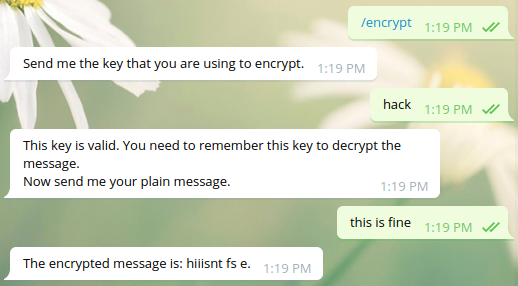 /encrypt 1:19 PM
Send me the key that you are using to encrypt. 1:19 PM
hack 1:19 PM
This key is valid. You need to remember this key to decrypt the
message.
Now send me your plain message. 1:19 PM
this is fine 1:19 PM
The encrypted message is: hiiisnt fs e. 1:19 PM